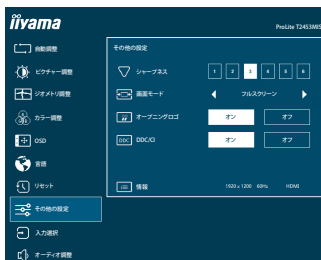 iiyama
ProLite T2453MIS
自動調整
ピクチャー調整
ジオメトリ調整
カラー調整
OSD
言語
リセット
その他の設定
入力選択
オーディオ調整
その他の設定
シャープネス
1 2 3 4 5 6
画面モード
フルスクリーン
オープニングロゴ
オン
オフ
DDC
DDC/CI
オン
オフ
情報
1920 x 1200 60Hz HDMI